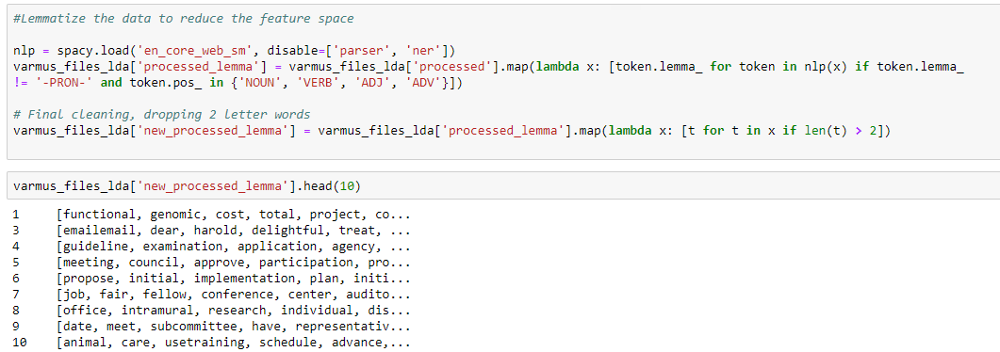 #Lemmatize the data to reduce the feature space
nlp = spacy.load('en_core_web_sm', disable=['parser', 'ner'])
varmus_files_lda['processed_lemma'] = varmus_files_lda['processed'].map(lambda x: [token.lemma_ for token in nlp(x) if token.lemma_
!= '-PRON-' and token.pos_ in {'NOUN', 'VERB', 'ADJ', 'ADV'}])
# Final cleaning, dropping 2 letter words
varmus_files_lda['new_processed_lemma'] = varmus_files_lda['processed_lemma'].map(lambda x: [t for t in x if len(t) > 2])
varmus_files_lda['new_processed_lemma'].head(10)
1 [functional, genomic, cost, total, project, co...
3 [emailemail, dear, harold, delightful, treat, ...
4 [guideline, examination, application, agency, ...
5 [meeting, council, approve, participation, pro...
6 [propose, initial, implementation, plan, initi...
7 [job, fair, fellow, conference, center, audito...
8 [office, intramural, research, individual, dis...
9 [date, meet, subcommittee, have, representativ...
10 [animal, care, usetraining, schedule, advance,...